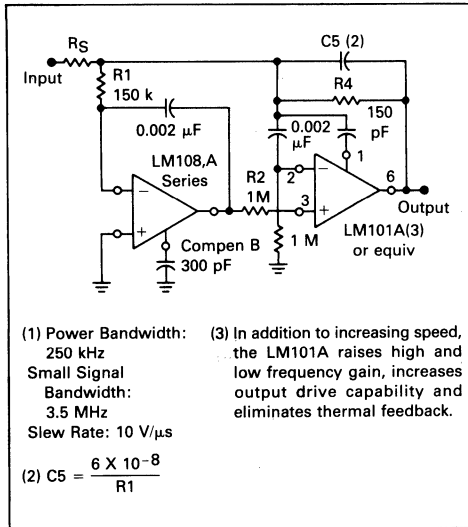 C5 (2)
RS
Input
R1
150 k
R4
150
pF
0.002
μF
0.002 μF
LM108,A
Series
R2
1M
2
3
1
6
−
+
−
+
Output
LM101A(3)
or equiv
1 M
Compen B
300 pF
(1) Power Bandwidth:
250 kHz
Small Signal
Bandwidth:
3.5 MHz
Slew Rate: 10 V/μs
(2) C5 = 6 X 10−8
R1
(3) In addition to increasing speed,
the LM101A raises high and
low frequency gain, increases
output drive capability and
eliminates thermal feedback.